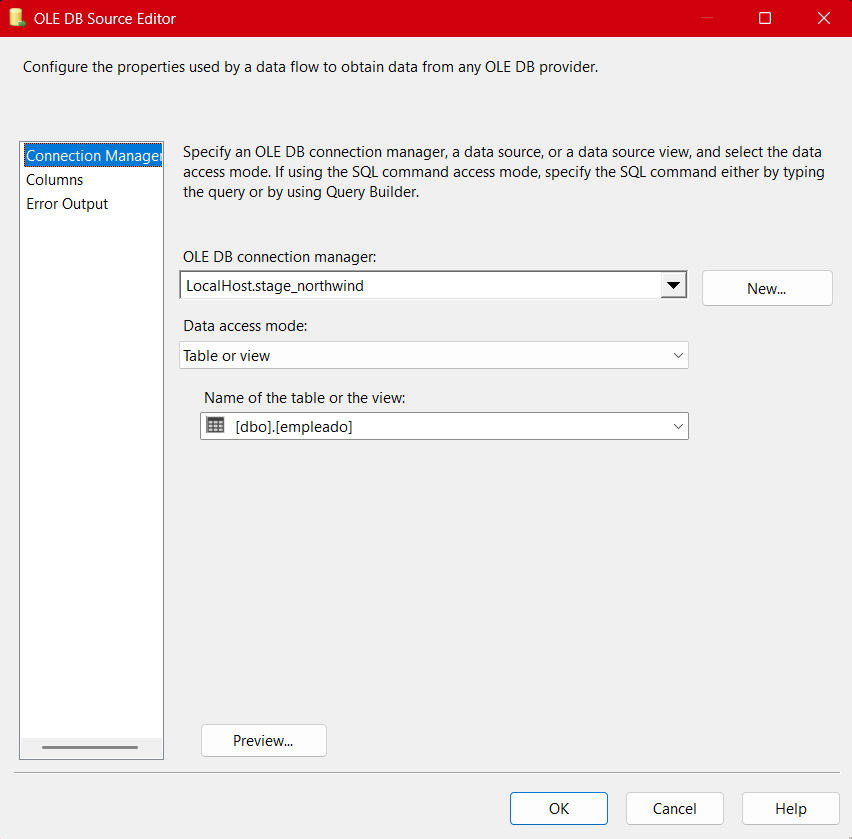 OLE DB Source Editor
Configure the properties used by a data flow to obtain data from any OLE DB provider.
Connection Manager
Columns
Error Output
Specify an OLE DB connection manager, a data source, or a data source view, and select the data
access mode. If using the SQL command access mode, specify the SQL command either by typing
the query or by using Query Builder.
OLE DB connection manager:
LocalHost.stage_northwind
New...
Data access mode:
Table or view
Name of the table or the view:
[dbo].[empleado]
Preview...
OK
Cancel
Help